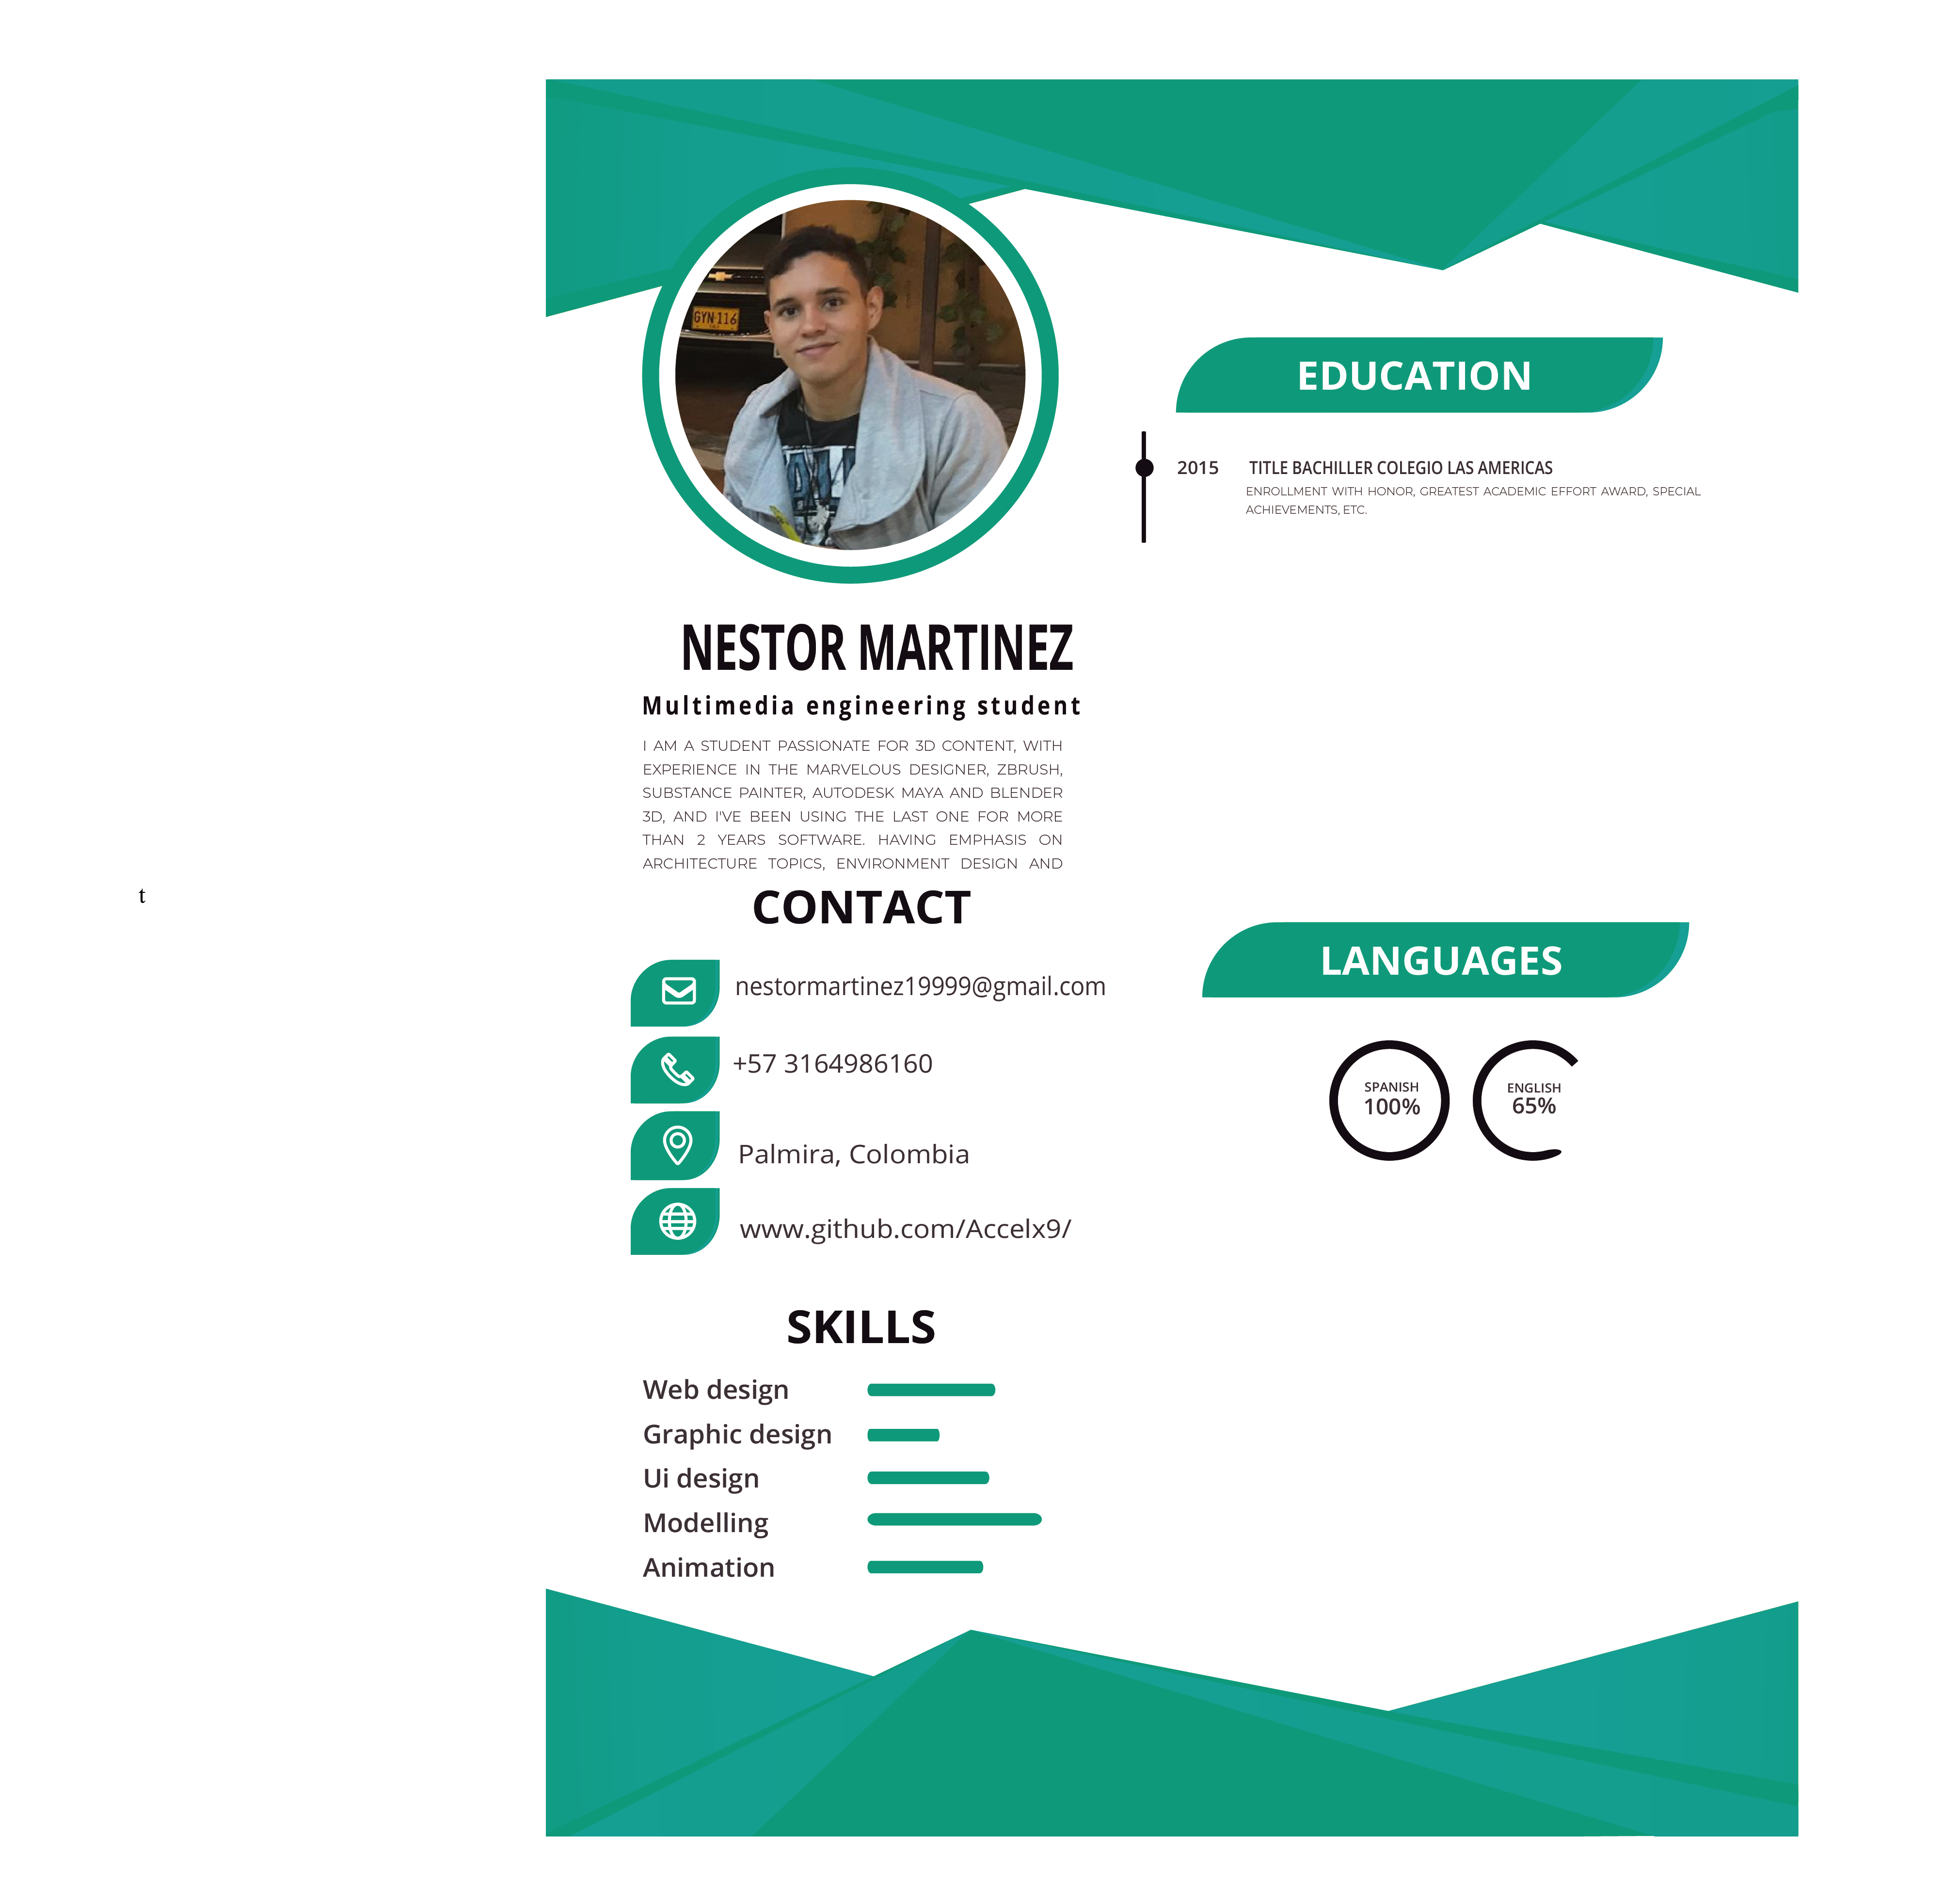 GYN 116
NESTOR MARTINEZ
Multimedia engineering student
I AM A STUDENT PASSIONATE FOR 3D CONTENT, WITH
EXPERIENCE IN THE MARVELOUS DESIGNER, ZBRUSH,
SUBSTANCE PAINTER, AUTODESK MAYA AND BLENDER
3D, AND I'VE BEEN USING THE LAST ONE FOR MORE
THAN 2 YEARS SOFTWARE. HAVING EMPHASIS ON
ARCHITECTURE TOPICS, ENVIRONMENT DESIGN AND
t
CONTACT
nestormartinez19999@gmail.com
+57 3164986160
Palmira, Colombia
www.github.com/Accelx9/
SKILLS
Web design
Graphic design
Ui design
Modelling
Animation
EDUCATION
2015 TITLE BACHILLER COLEGIO LAS AMERICAS
ENROLLMENT WITH HONOR, GREATEST ACADEMIC EFFORT AWARD, SPECIAL
ACHIEVEMENTS, ETC.
LANGUAGES
SPANISH
100%
ENGLISH
65%